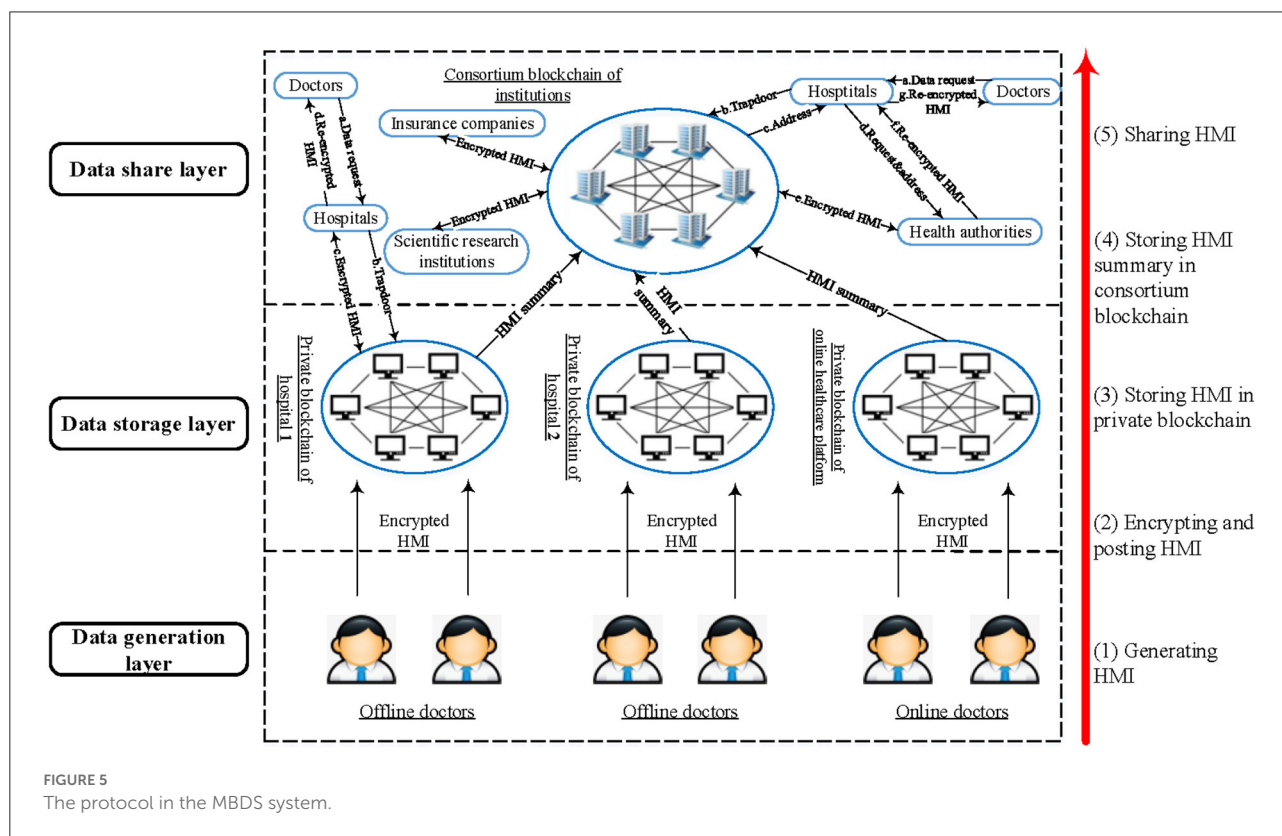 Data share layer
Data storage layer
Data generation
layer
Doctors
d.Re-encrypted
HMI
a.Data request
Hospitals
c.Encrypted HMI
b.Trapdoor
Consortium blockchain of
institutions
Insurance companies
Encrypted HMI
Encrypted HMI
Scientific research
institutions
b.Trapdoor
c.Address
Hosptitals
a.Data request
g.Re-encrypted
HMI
Doctors
d.Request&address
f.Re-encrypted HMI
e.Encrypted HMI
Health authorities
HMI summary
HMI
summary
HMI summary
Private blockchain of
hospital 1
Private blockchain of
hospital 2
Private blockchain of
online healthcare platform
Encrypted
HMI
Encrypted
HMI
Encrypted
HMI
Offline doctors
Offline doctors
Online doctors
(5) Sharing HMI
(4) Storing HMI
summary in
consortium
blockchain
(3) Storing HMI in
private blockchain
(2) Encrypting and
posting HMI
(1) Generating
HMI
FIGURE 5
The protocol in the MBDS system.